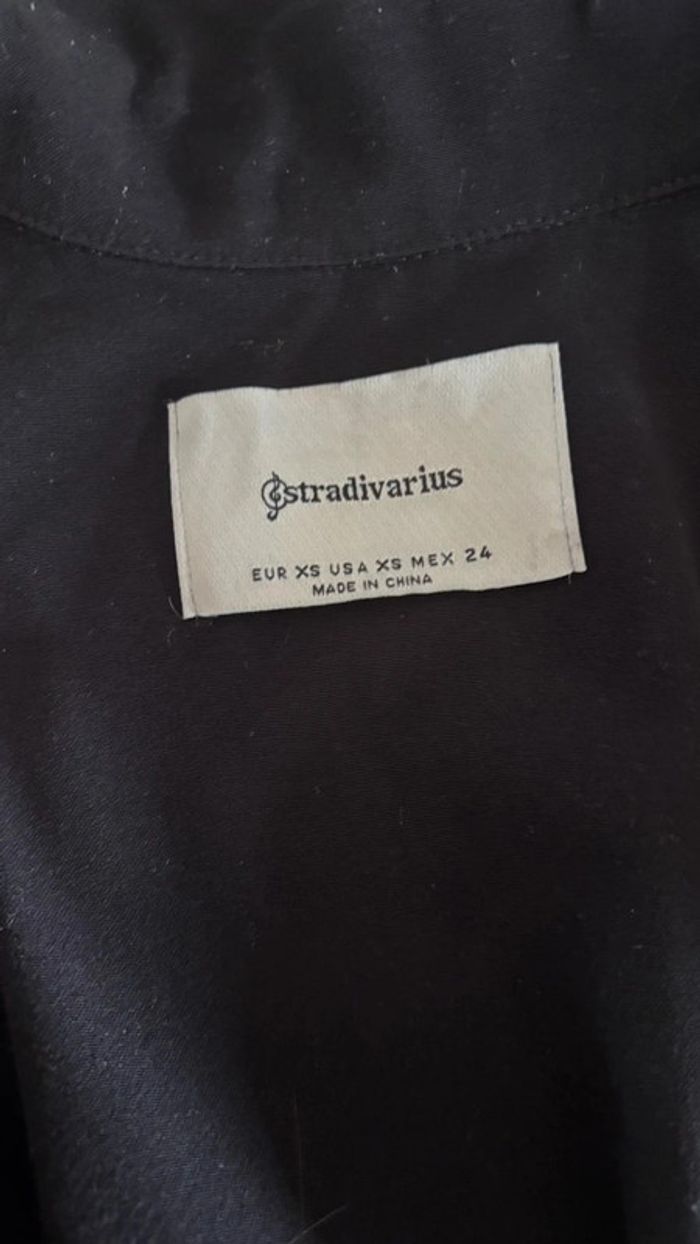 stradivarius
EUR XS USA XS MEX 24
MADE IN CHINA